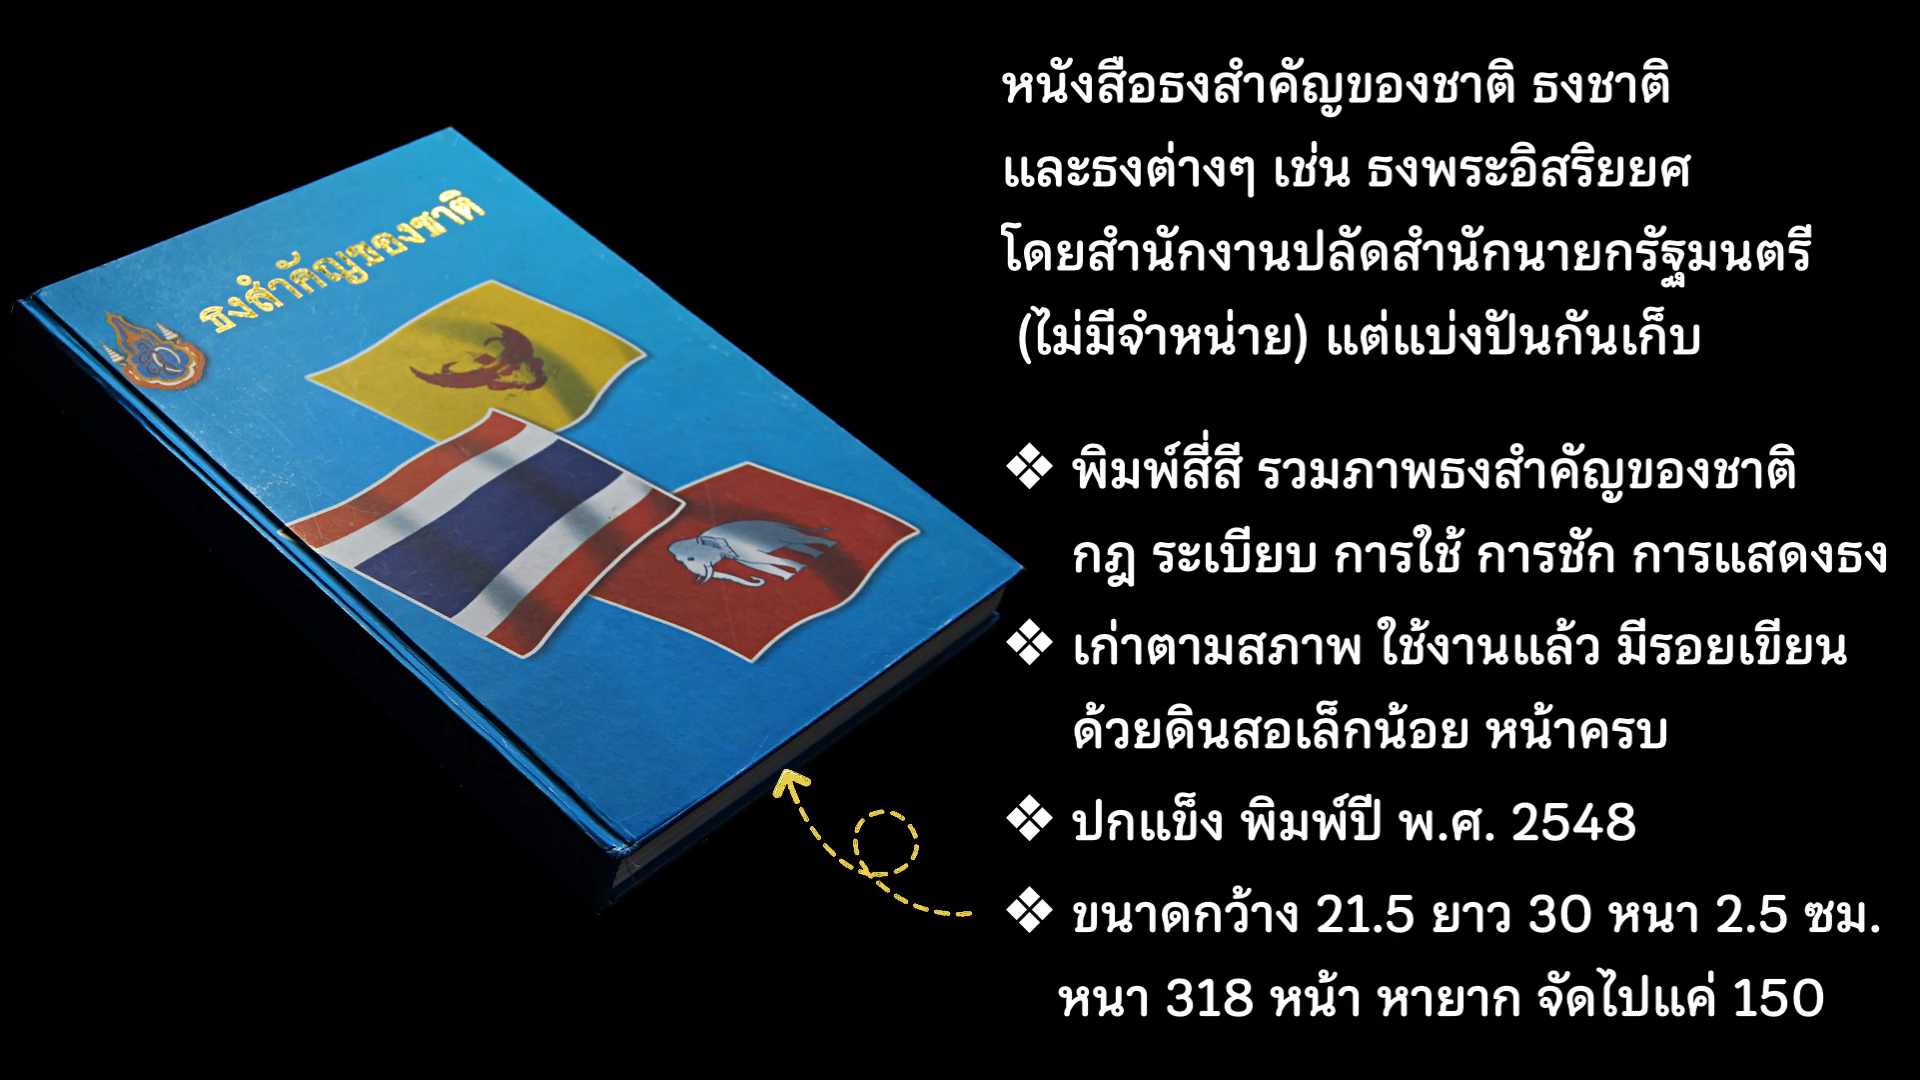 ธงสำคัญของชาติ
หนังสือธงสำคัญของชาติ ธงชาติ
และธงต่างๆ เช่น ธงพระอิสริยยศ
โดยสำนักงานปลัดสำนักนายกรัฐมนตรี
(ไม่มีจำหน่าย) แต่แบ่งปันกันเก็บ
❖ พิมพ์สี่สี รวมภาพธงสำคัญของชาติ
กฎ ระเบียบ การใช้ การชัก การแสดงธง
❖ เก่าตามสภาพ ใช้งานแล้ว มีรอยเขียน
ด้วยดินสอเล็กน้อย หน้าครบ
❖ ปกแข็ง พิมพ์ปี พ.ศ. 2548
❖ ขนาดกว้าง 21.5 ยาว 30 หนา 2.5 ซม.
หนา 318 หน้า หายาก จัดไปแค่ 150